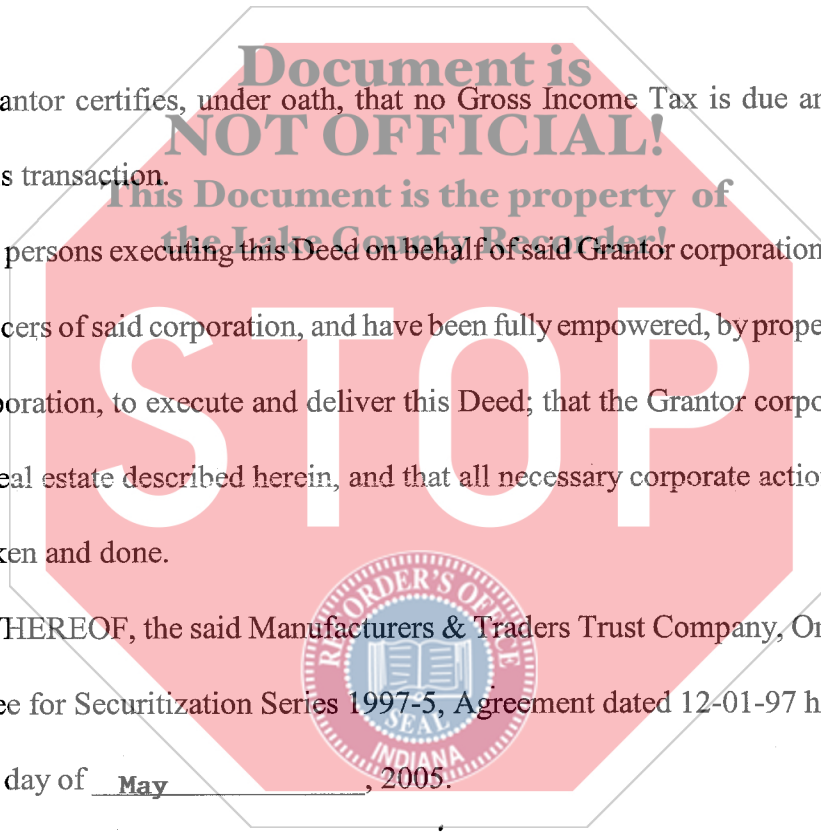 Document is
antor certifies, under oath, that no Gross Income Tax is due an
NOT OFFICIAL!
s transaction.
This Document is the property of
the Lake County Recorder!
persons executing this Deed on behalf of said Grantor corporation
cers of said corporation, and have been fully empowered, by prope
STOP
poration, to execute and deliver this Deed; that the Grantor corpo
eal estate described herein, and that all necessary corporate actio
ken and done.
RECORDER'S OFFICE
THEREOF, the said Manufacturers & Traders Trust Company, On
ee for Securitization Series 1997-5, Agreement dated 12-01-97 h
SEAL
INDIANA
day of May, 2005.